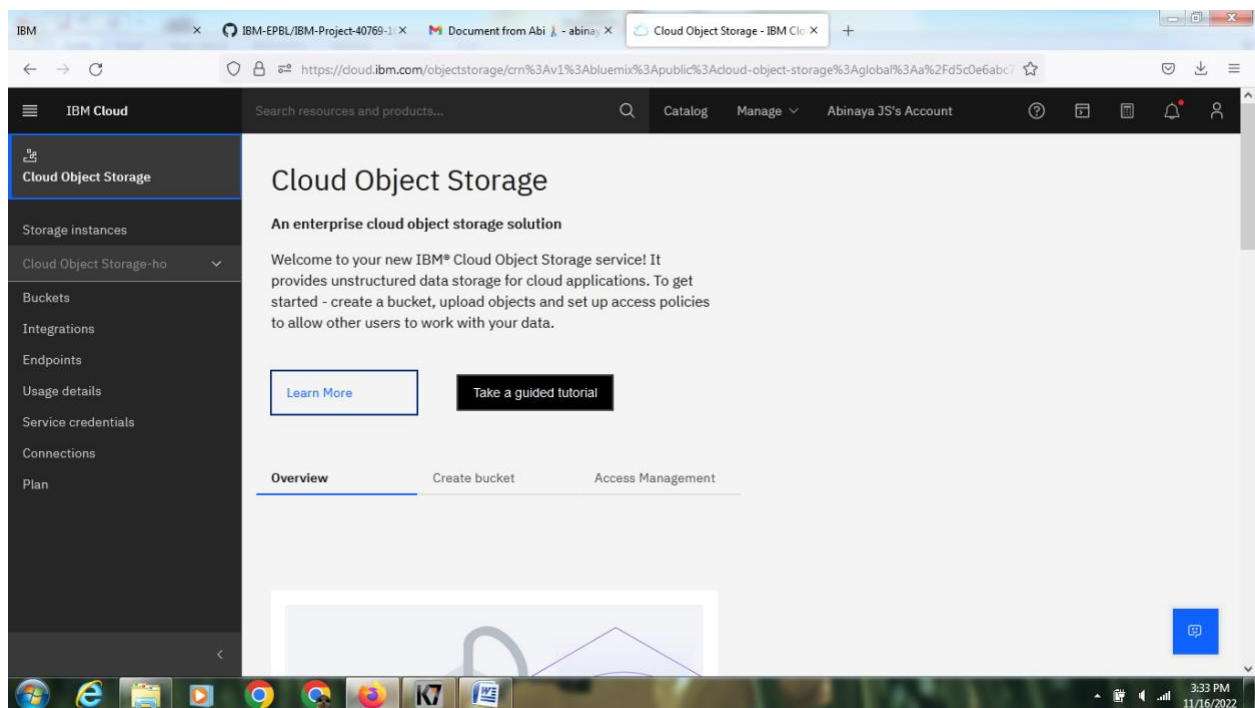 IBM
IBM-EPBL/IBM-Project-40769-1
Document from Abi
- abinay
Cloud Object Storage - IBM Clo
https://cloud.ibm.com/objectstorage/crn%3Av1%3Abluemix%3Apublic%3Acloud-object-storage%3Aglobal%3Aa%2Fd5c0e6abc7
IBM Cloud
Search resources and products...
Catalog
Manage
Abinaya JS's Account
Cloud Object Storage
Storage instances
Cloud Object Storage-ho
Buckets
Integrations
Endpoints
Usage details
Service credentials
Connections
Plan
Cloud Object Storage
An enterprise cloud object storage solution
Welcome to your new IBM® Cloud Object Storage service! It
provides unstructured data storage for cloud applications. To get
started - create a bucket, upload objects and set up access policies
to allow other users to work with your data.
Learn More
Take a guided tutorial
Overview
Create bucket
Access Management
K7
W
3:33 PM
11/16/2022